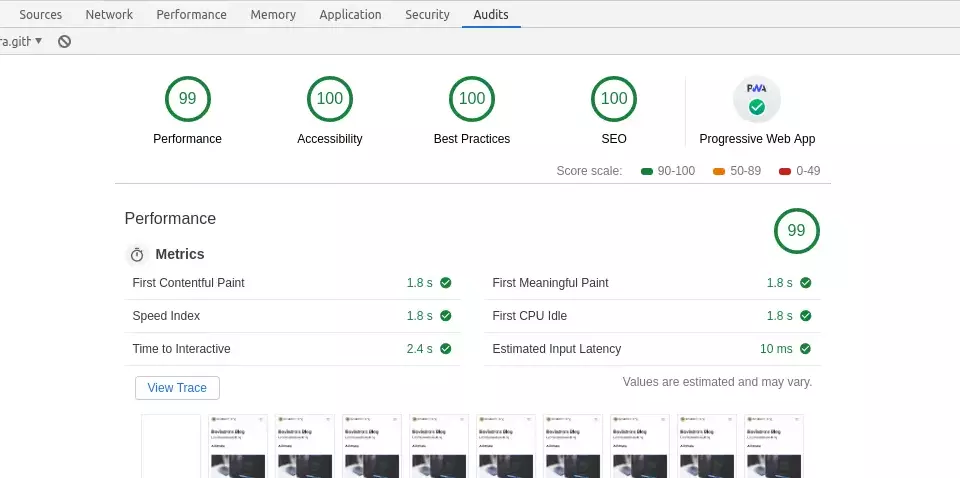 Sources Network Performance Memory Application Security Audits
99 100 100 100 PWA
Performance Accessibility Best Practices SEO Progressive Web App
Score scale: 90-100 50-89 0-49
Performance 99
Metrics
First Contentful Paint 1.8 s First Meaningful Paint 1.8 s
Speed Index 1.8 s First CPU Idle 1.8 s
Time to Interactive 2.4 s Estimated Input Latency 10 ms
View Trace Values are estimated and may vary.